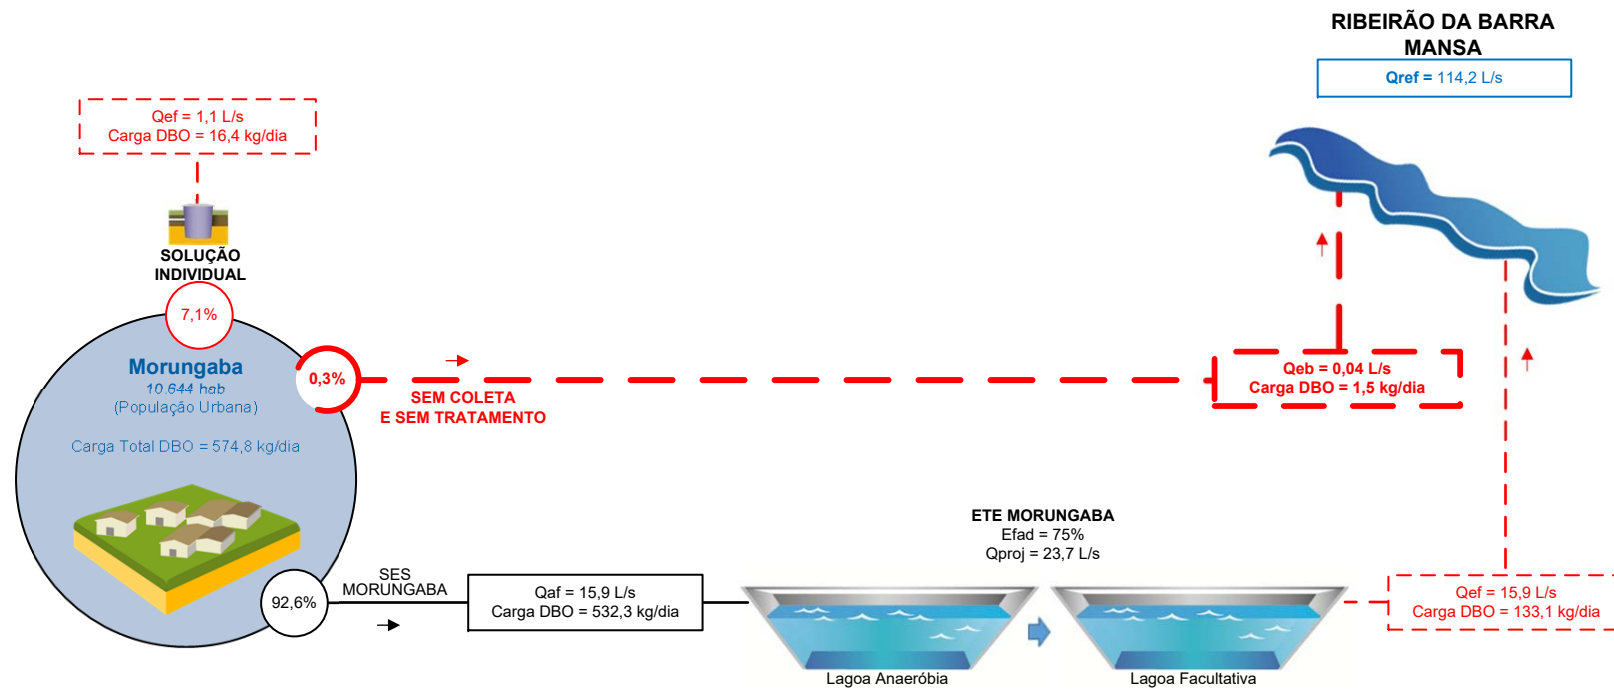 RIBEIRÃO DA BARRA
MANSA
Qref = 114,2 L/s
Qef = 1,1 L/s
Carga DBO = 16,4 kg/dia
SOLUÇÃO
INDIVIDUAL
7,1%
Morungaba
10.644 hab
(População Urbana)
Carga Total DBO = 574,8 kg/dia
0,3%
SEM COLETA
E SEM TRATAMENTO
Qeb = 0,04 L/s
Carga DBO = 1,5 kg/dia
ETE MORUNGABA
Efad = 75%
Qproj = 23,7 L/s
92,6%
SES
MORUNGABA
Qaf = 15,9 L/s
Carga DBO = 532,3 kg/dia
Qef = 15,9 L/s
Carga DBO = 133,1 kg/dia
Lagoa Anaeróbia
Lagoa Facultativa